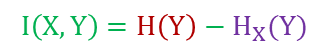 I(X, Y) = H(Y) − H_X(Y)